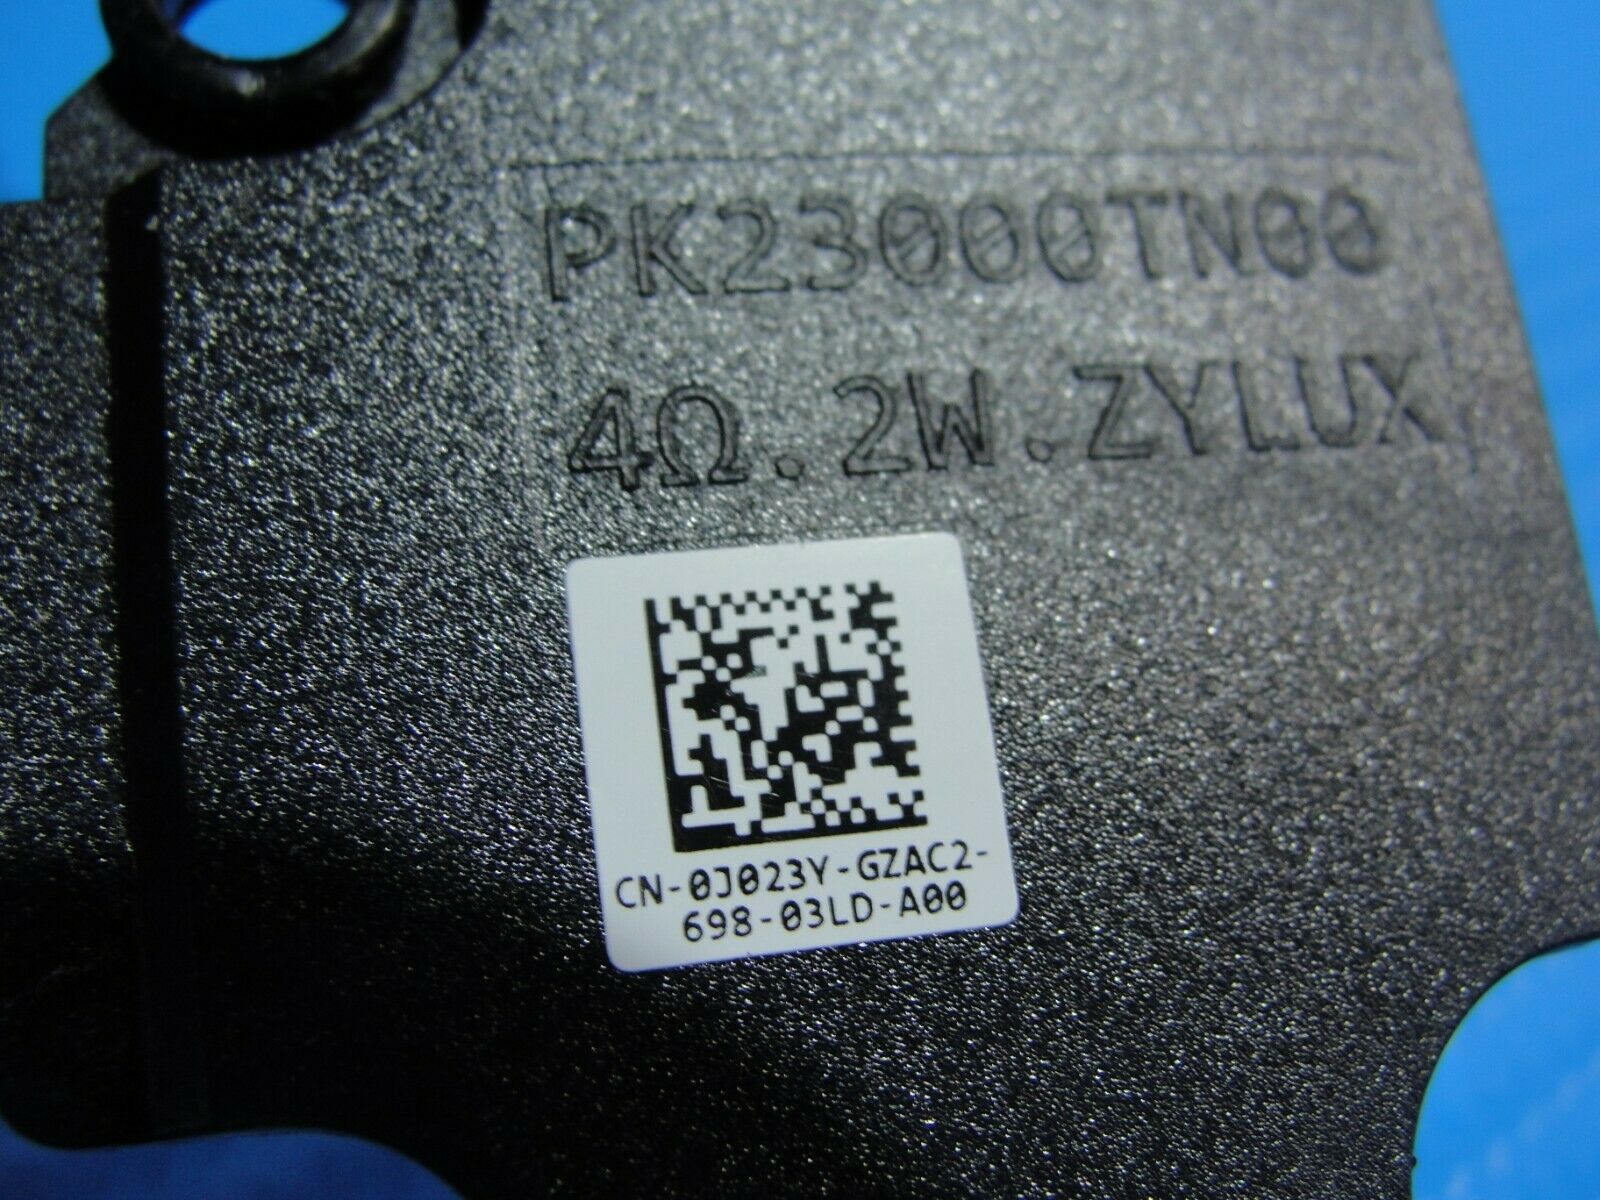 PK23000TN00
4Ω.2W.ZYLUX
CN-0J023Y-GZAC2-
698-03LD-A00